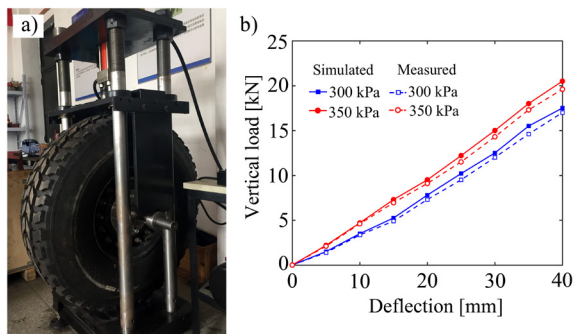 a)
b)
Simulated Measured
300 kPa 300 kPa
350 kPa 350 kPa
Vertical load [kN]
25
20
15
10
5
0
0 10 20 30 40
Deflection [mm]